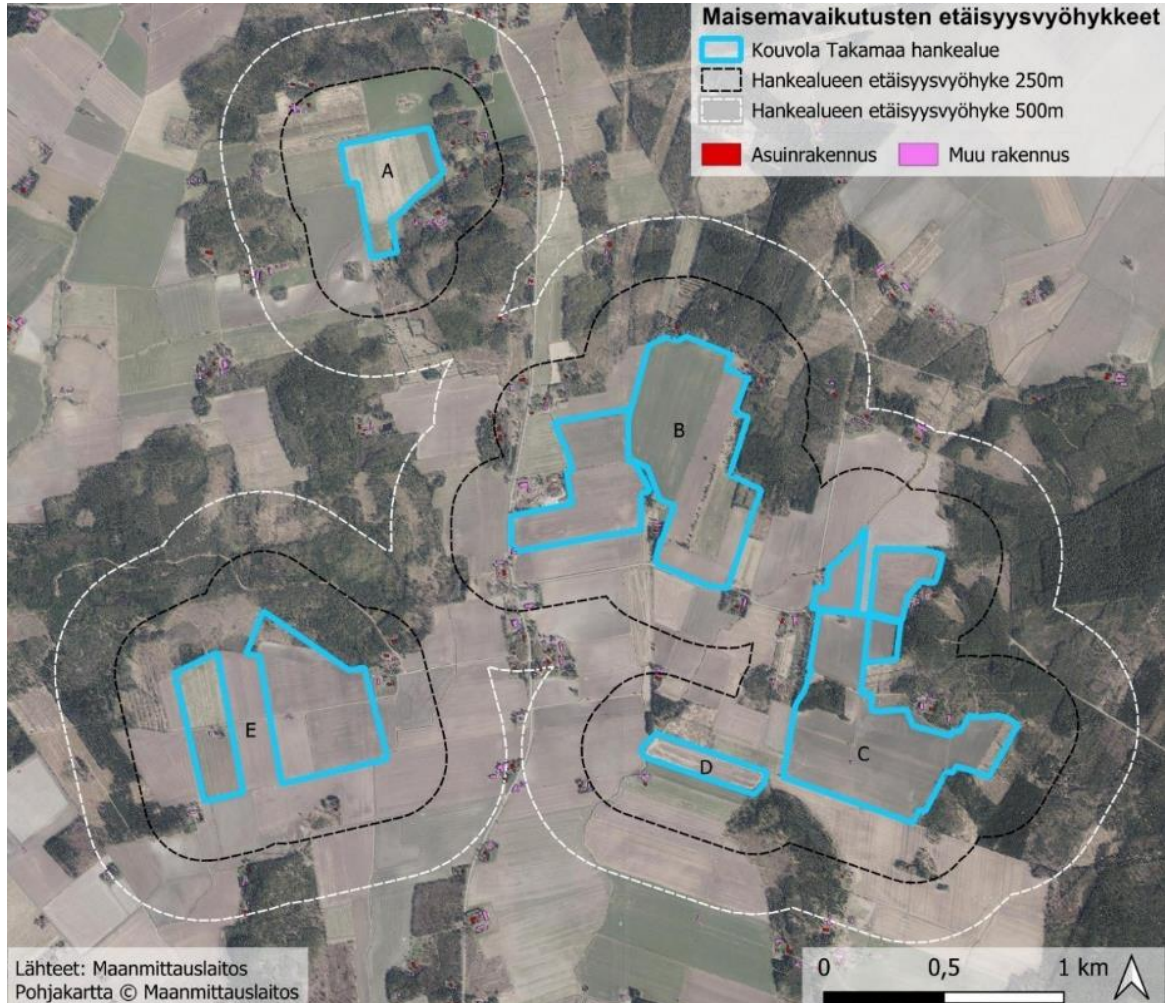 Maisemavaikutusten etäisyysvyöhykkeet
Kouvola Takamaa hankealue
Hankealueen etäisyysvyöhyke 250m
Hankealueen etäisyysvyöhyke 500m
Asuinrakennus Muu rakennus
A
B
C
D
E
Lähteet: Maanmittauslaitos
Pohjakartta © Maanmittauslaitos
0 0,5 1 km